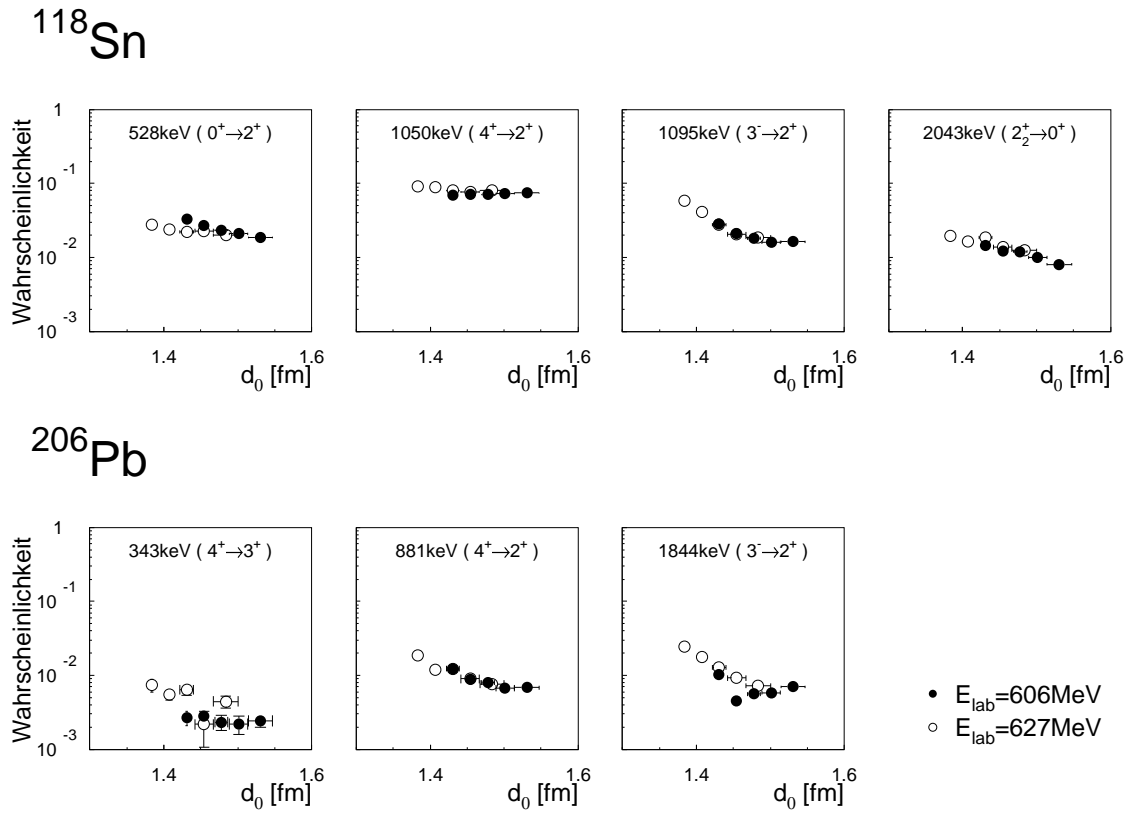 118Sn
528keV ( 0+→2+ )
1050keV ( 4+→2+ )
1095keV ( 3-→2+ )
2043keV ( 2+2→0+ )
Wahrscheinlichkeit
1
10 -1
10 -2
10 -3
1.4 1.6
d0 [fm]
1.4 1.6
d0 [fm]
1.4 1.6
d0 [fm]
1.4 1.6
d0 [fm]
206Pb
343keV ( 4+→3+ )
881keV ( 4+→2+ )
1844keV ( 3-→2+ )
Wahrscheinlichkeit
1
10 -1
10 -2
10 -3
1.4 1.6
d0 [fm]
1.4 1.6
d0 [fm]
1.4 1.6
d0 [fm]
Elab=606MeV
Elab=627MeV